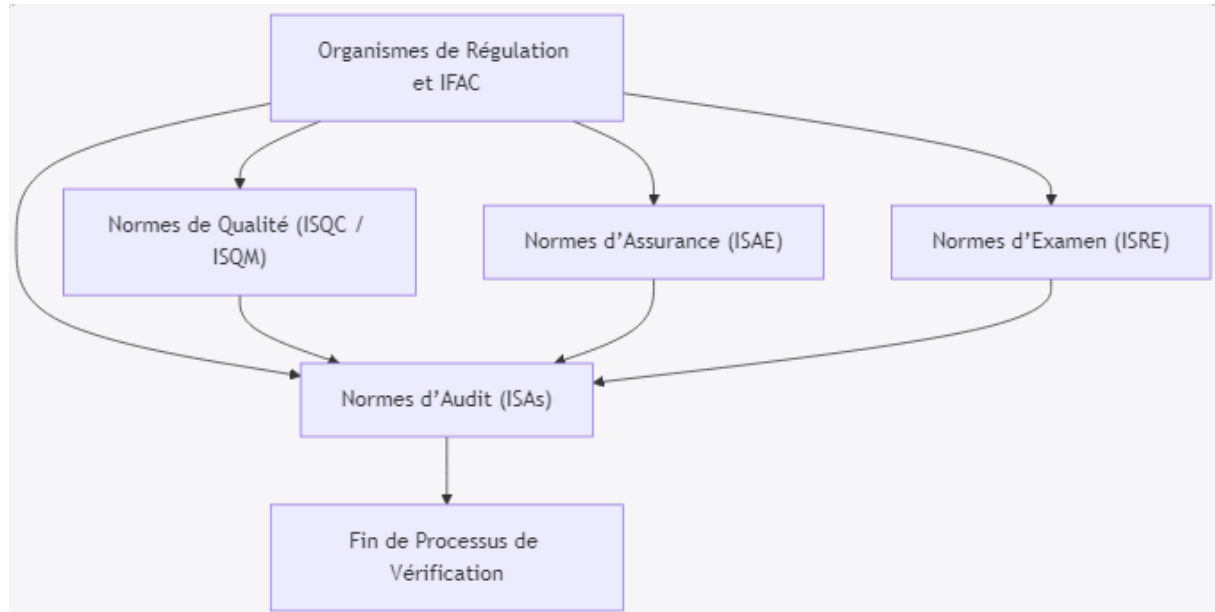 Organismes de Régulation
et IFAC
Normes de Qualité (ISQC /
ISQM)
Normes d’Assurance (ISAE)
Normes d’Examen (ISRE)
Normes d’Audit (ISAs)
Fin de Processus de
Vérification